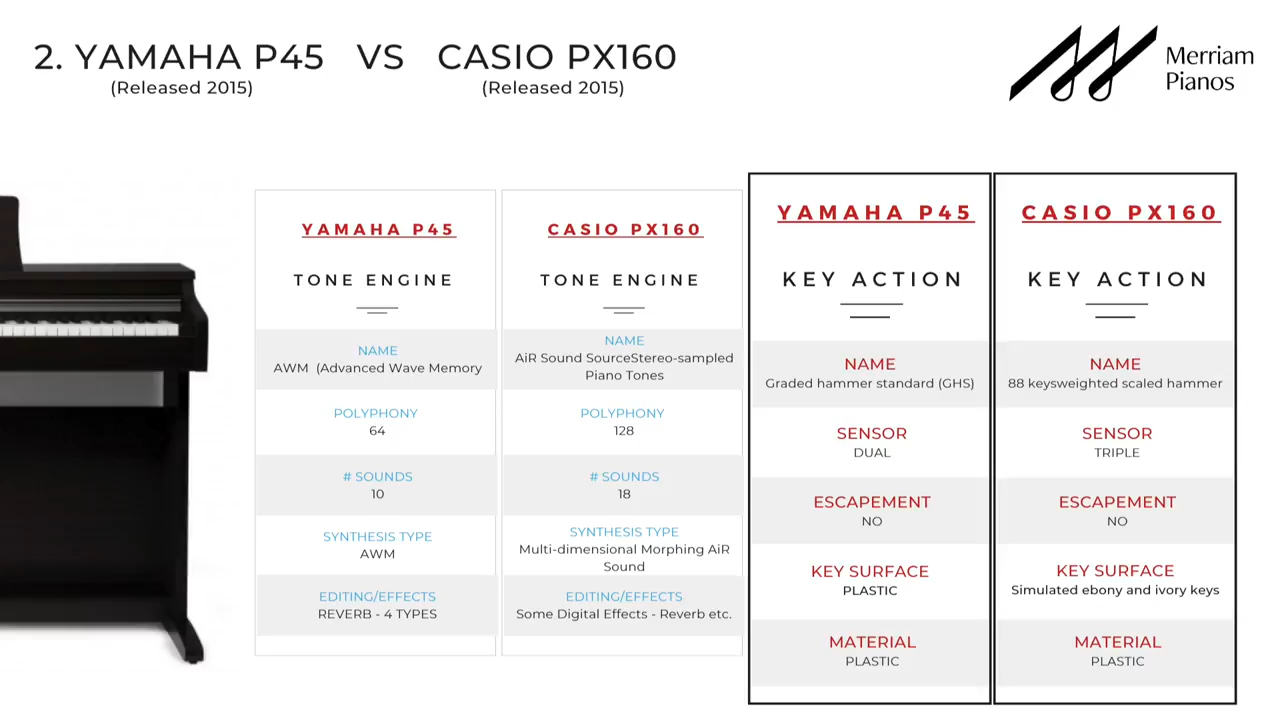 2. YAMAHA P45 VS CASIO PX160
(Released 2015) (Released 2015)
Merriam
Pianos
YAMAHA P45
TONE ENGINE
NAME
AWM (Advanced Wave Memory
POLYPHONY
64
# SOUNDS
10
SYNTHESIS TYPE
AWM
EDITING/EFFECTS
REVERB - 4 TYPES
CASIO PX160
TONE ENGINE
NAME
AiR Sound SourceStereo-sampled
Piano Tones
POLYPHONY
128
# SOUNDS
18
SYNTHESIS TYPE
Multi-dimensional Morphing AiR
Sound
EDITING/EFFECTS
Some Digital Effects - Reverb etc.
YAMAHA P45
KEY ACTION
NAME
Graded hammer standard (GHS)
SENSOR
DUAL
ESCAPEMENT
NO
KEY SURFACE
PLASTIC
MATERIAL
PLASTIC
CASIO PX160
KEY ACTION
NAME
88 keysweighted scaled hammer
SENSOR
TRIPLE
ESCAPEMENT
NO
KEY SURFACE
Simulated ebony and ivory keys
MATERIAL
PLASTIC